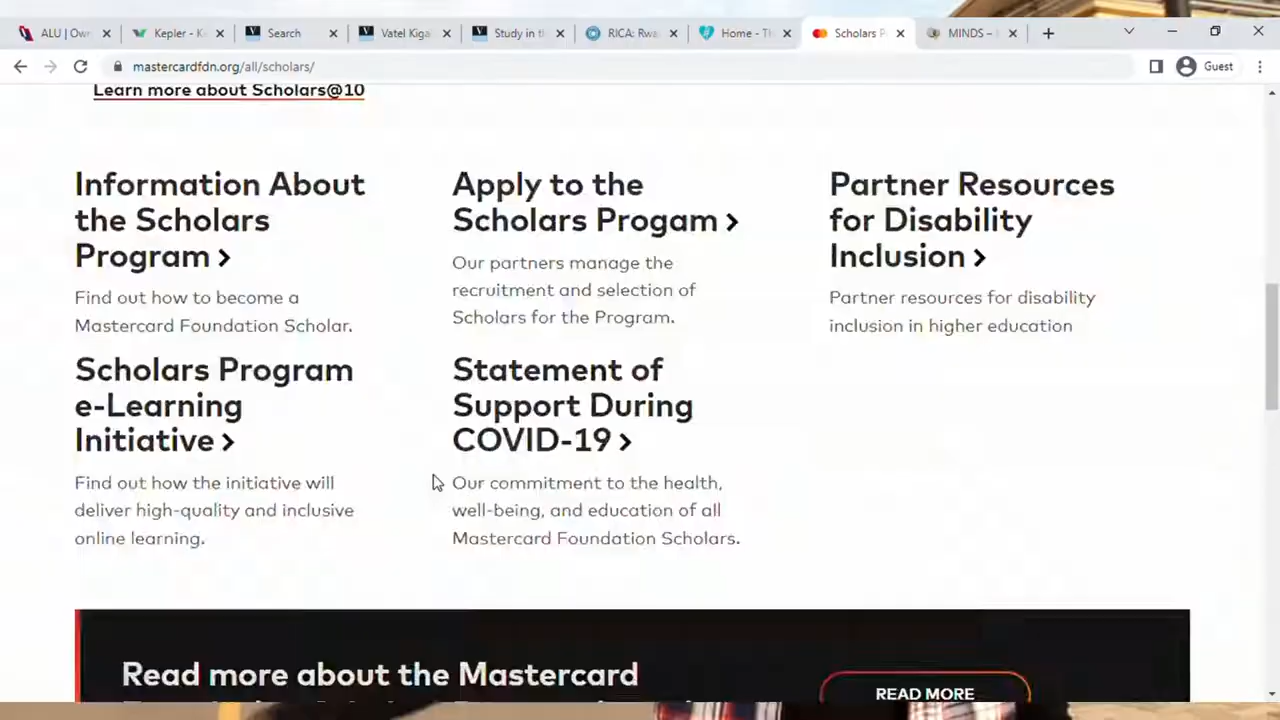 ALU | Own
Kepler - K
Search
Vatel Kiga
Study in t
RICA: Rwa
Home - Th
Scholars P
MINDS –
mastercardfdn.org/all/scholars/
Guest
Learn more about Scholars@10
Information About
the Scholars
Program
Find out how to become a
Mastercard Foundation Scholar.
Apply to the
Scholars Progam
Our partners manage the
recruitment and selection of
Scholars for the Program.
Partner Resources
for Disability
Inclusion
Partner resources for disability
inclusion in higher education
Scholars Program
e-Learning
Initiative
Find out how the initiative will
deliver high-quality and inclusive
online learning.
Statement of
Support During
COVID-19
Our commitment to the health,
well-being, and education of all
Mastercard Foundation Scholars.
Read more about the Mastercard
READ MORE